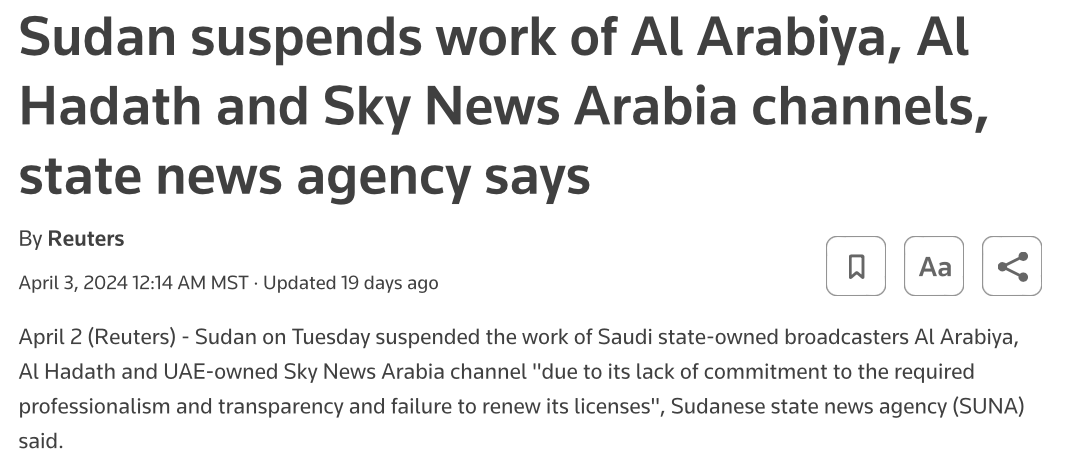 Sudan suspends work of Al Arabiya, Al
Hadath and Sky News Arabia channels,
state news agency says
By Reuters
April 3, 2024 12:14 AM MST · Updated 19 days ago
Aa
April 2 (Reuters) - Sudan on Tuesday suspended the work of Saudi state-owned broadcasters Al Arabiya,
Al Hadath and UAE-owned Sky News Arabia channel "due to its lack of commitment to the required
professionalism and transparency and failure to renew its licenses", Sudanese state news agency (SUNA)
said.